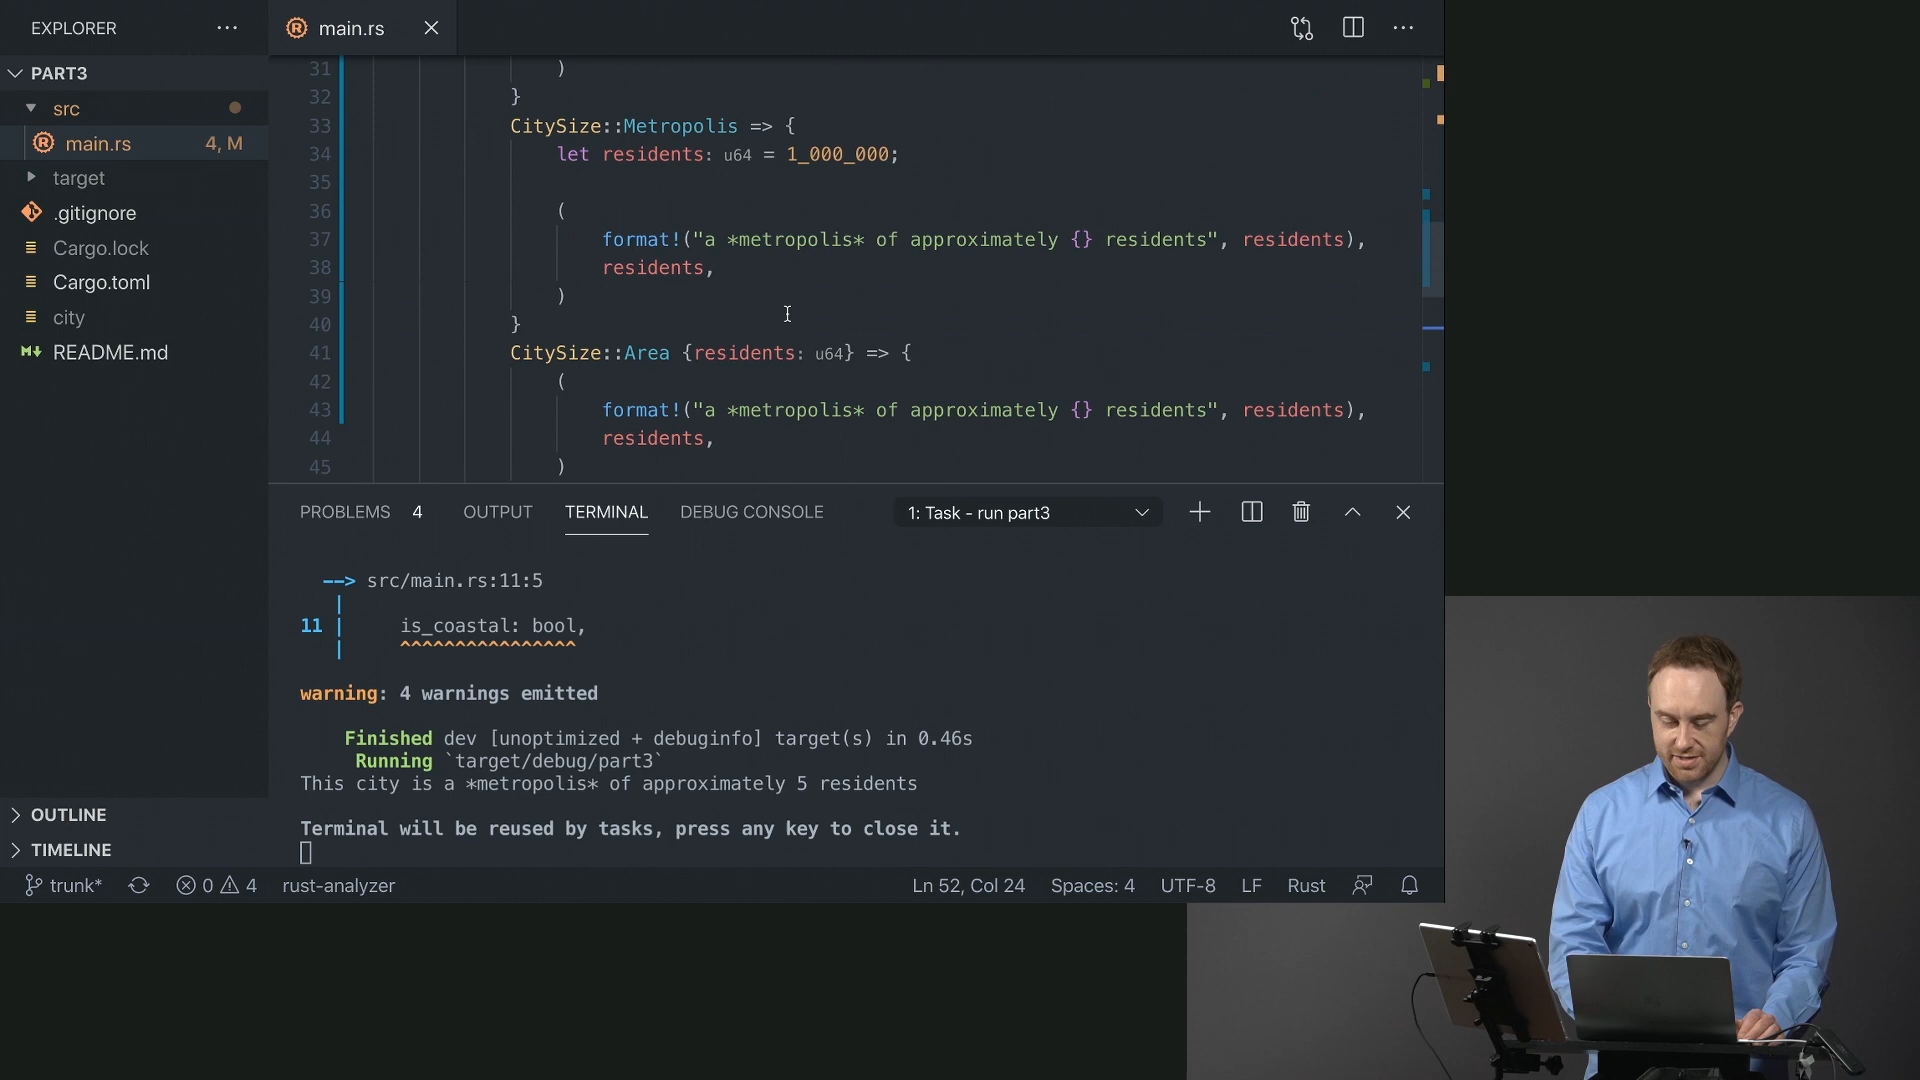 EXPLORER
PART3
src
main.rs 4, M
target
.gitignore
Cargo.lock
Cargo.toml
city
README.md
OUTLINE
TIMELINE
main.rs
31 )
32 }
33 CitySize::Metropolis => {
34 let residents: u64 = 1_000_000;
35
36 (
37 format!("a *metropolis* of approximately {} residents", residents),
38 residents,
39 )
40 }
41 CitySize::Area {residents: u64} => {
42 (
43 format!("a *metropolis* of approximately {} residents", residents),
44 residents,
45 )
PROBLEMS 4 OUTPUT TERMINAL DEBUG CONSOLE 1: Task - run part3
--> src/main.rs:11:5
|
11 | is_coastal: bool,
| ^^^^^^^^^^^^^^^^
warning: 4 warnings emitted
Finished dev [unoptimized + debuginfo] target(s) in 0.46s
Running `target/debug/part3`
This city is a *metropolis* of approximately 5 residents
Terminal will be reused by tasks, press any key to close it.
trunk* 0 4 rust-analyzer Ln 52, Col 24 Spaces: 4 UTF-8 LF Rust